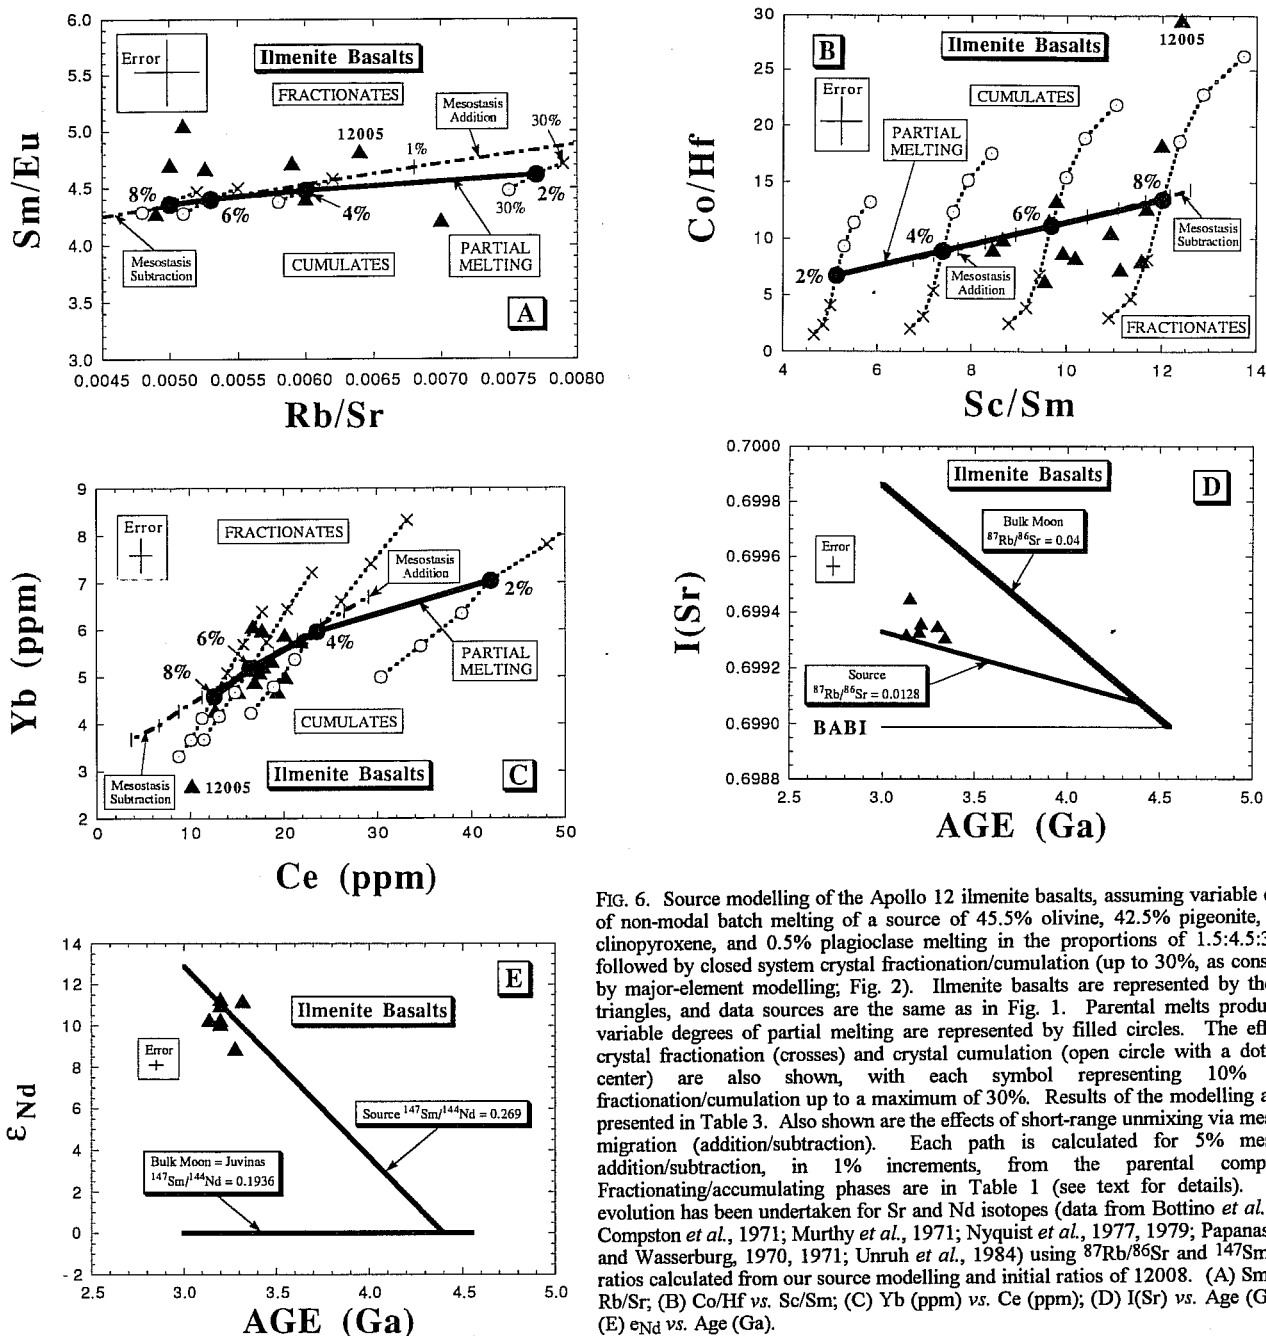 6.0
5.5
5.0
4.5
4.0
3.5
3.0
Sm/Eu
Error
Ilmenite Basalts
FRACTIONATES
Mesostasis
Addition
30%
12005
1%
8%
6%
4%
2%
30%
Mesostasis
Subtraction
CUMULATES
PARTIAL
MELTING
A
0.0045 0.0050 0.0055 0.0060 0.0065 0.0070 0.0075 0.0080
Rb/Sr
30
25
20
15
10
5
0
Co/Hf
B
Ilmenite Basalts
12005
Error
CUMULATES
PARTIAL
MELTING
8%
6%
4%
2%
Mesostasis
Subtraction
Mesostasis
Addition
FRACTIONATES
4 6 8 10 12 14
Sc/Sm
9
8
7
6
5
4
3
2
Yb (ppm)
Error
FRACTIONATES
Mesostasis
Addition
2%
6%
4%
8%
PARTIAL
MELTING
CUMULATES
Mesostasis
Subtraction
12005
Ilmenite Basalts
C
0 10 20 30 40 50
Ce (ppm)
0.7000
0.6998
0.6996
0.6994
0.6992
0.6990
0.6988
I(Sr)
Ilmenite Basalts
D
Bulk Moon
⁸⁷Rb/⁸⁶Sr = 0.04
Error
Source
⁸⁷Rb/⁸⁶Sr = 0.0128
BABI
2.5 3.0 3.5 4.0 4.5 5.0
AGE (Ga)
14
12
10
8
6
4
2
0
-2
εNd
E
Ilmenite Basalts
Error
Source ¹⁴⁷Sm/¹⁴⁴Nd = 0.269
Bulk Moon = Juvinas
¹⁴⁷Sm/¹⁴⁴Nd = 0.1936
2.5 3.0 3.5 4.0 4.5 5.0
AGE (Ga)
FIG. 6. Source modelling of the Apollo 12 ilmenite basalts, assuming variable
of non-modal batch melting of a source of 45.5% olivine, 42.5% pigeonite,
clinopyroxene, and 0.5% plagioclase melting in the proportions of 1.5:4.5:3
followed by closed system crystal fractionation/cumulation (up to 30%, as cons
by major-element modelling; Fig. 2). Ilmenite basalts are represented by the
triangles, and data sources are the same as in Fig. 1. Parental melts produ
variable degrees of partial melting are represented by filled circles. The eff
crystal fractionation (crosses) and crystal cumulation (open circle with a dot
center) are also shown, with each symbol representing 10%
fractionation/cumulation up to a maximum of 30%. Results of the modelling a
presented in Table 3. Also shown are the effects of short-range unmixing via me
migration (addition/subtraction). Each path is calculated for 5% me
addition/subtraction, in 1% increments, from the parental comp
Fractionating/accumulating phases are in Table 1 (see text for details).
evolution has been undertaken for Sr and Nd isotopes (data from Bottino et al.
Compston et al., 1971; Murthy et al., 1971; Nyquist et al., 1977, 1979; Papanas
and Wasserburg, 1970, 1971; Unruh et al., 1984) using ⁸⁷Rb/⁸⁶Sr and ¹⁴⁷Sm
ratios calculated from our source modelling and initial ratios of 12008. (A) Sm
Rb/Sr; (B) Co/Hf vs. Sc/Sm; (C) Yb (ppm) vs. Ce (ppm); (D) I(Sr) vs. Age (G
(E) eNd vs. Age (Ga).